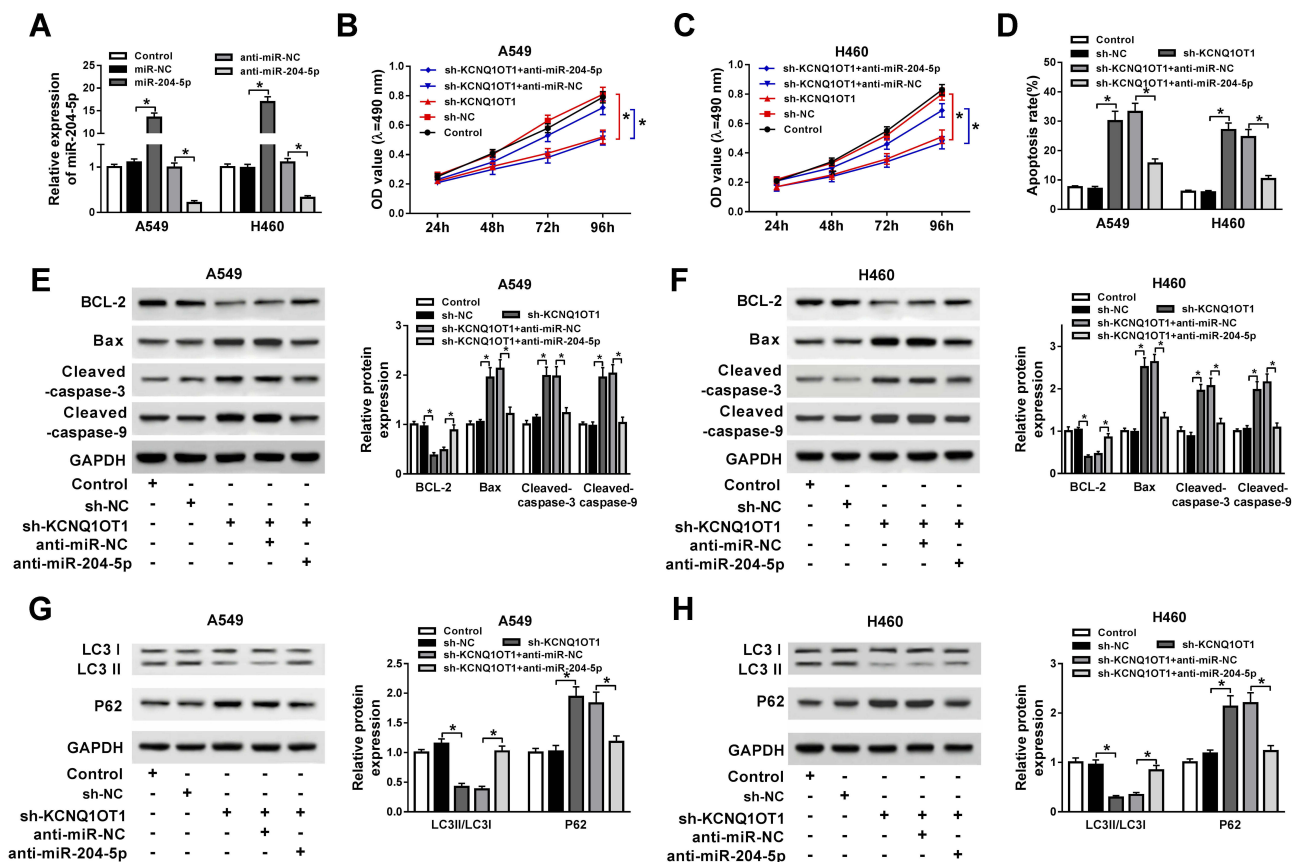 A
Control
miR-NC
miR-204-5p
anti-miR-NC
anti-miR-204-5p
Relative expression
of miR-204-5p
25
20
15
10
5
1
0
*
*
*
*
A549
H460
B
A549
sh-KCNQ1OT1+anti-miR-204-5p
sh-KCNQ1OT1+anti-miR-NC
sh-KCNQ1OT1
sh-NC
Control
OD value (λ=490 nm)
1.0
0.8
0.6
0.4
0.2
0.0
* *
24h 48h 72h 96h
C
H460
sh-KCNQ1OT1+anti-miR-204-5p
sh-KCNQ1OT1+anti-miR-NC
sh-KCNQ1OT1
sh-NC
Control
OD value (λ=490 nm)
1.0
0.8
0.6
0.4
0.2
0.0
* *
24h 48h 72h 96h
D
Control
sh-NC
sh-KCNQ1OT1
sh-KCNQ1OT1+anti-miR-NC
sh-KCNQ1OT1+anti-miR-204-5p
Apoptosis rate(%)
50
40
30
20
10
0
* * * *
A549 H460
E
A549
BCL-2
Bax
Cleaved
-caspase-3
Cleaved
-caspase-9
GAPDH
Control + - - - -
sh-NC - + - - -
sh-KCNQ1OT1 - - + + +
anti-miR-NC - - - + -
anti-miR-204-5p - - - - +
A549
Control
sh-NC
sh-KCNQ1OT1
sh-KCNQ1OT1+anti-miR-NC
sh-KCNQ1OT1+anti-miR-204-5p
Relative protein
expression
3
2
1
0
* * * * * * * *
BCL-2 Bax Cleaved- Cleaved-
caspase-3 caspase-9
F
H460
BCL-2
Bax
Cleaved
-caspase-3
Cleaved
-caspase-9
GAPDH
Control + - - - -
sh-NC - + - - -
sh-KCNQ1OT1 - - + + +
anti-miR-NC - - - + -
anti-miR-204-5p - - - - +
H460
Control
sh-NC
sh-KCNQ1OT1
sh-KCNQ1OT1+anti-miR-NC
sh-KCNQ1OT1+anti-miR-204-5p
Relative protein
expression
3
2
1
0
* * * * * * * *
BCL-2 Bax Cleaved- Cleaved-
caspase-3 caspase-9
G
A549
LC3 I
LC3 II
P62
GAPDH
Control + - - - -
sh-NC - + - - -
sh-KCNQ1OT1 - - + + +
anti-miR-NC - - - + -
anti-miR-204-5p - - - - +
A549
Control
sh-NC
sh-KCNQ1OT1
sh-KCNQ1OT1+anti-miR-NC
sh-KCNQ1OT1+anti-miR-204-5p
Relative protein
expression
2.5
2.0
1.5
1.0
0.5
0.0
* * * *
LC3II/LC3I P62
H
H460
LC3 I
LC3 II
P62
GAPDH
Control + - - - -
sh-NC - + - - -
sh-KCNQ1OT1 - - + + +
anti-miR-NC - - - + -
anti-miR-204-5p - - - - +
H460
Control
sh-NC
sh-KCNQ1OT1
sh-KCNQ1OT1+anti-miR-NC
sh-KCNQ1OT1+anti-miR-204-5p
Relative protein
expression
3
2
1
0
* * * *
LC3II/LC3I P62